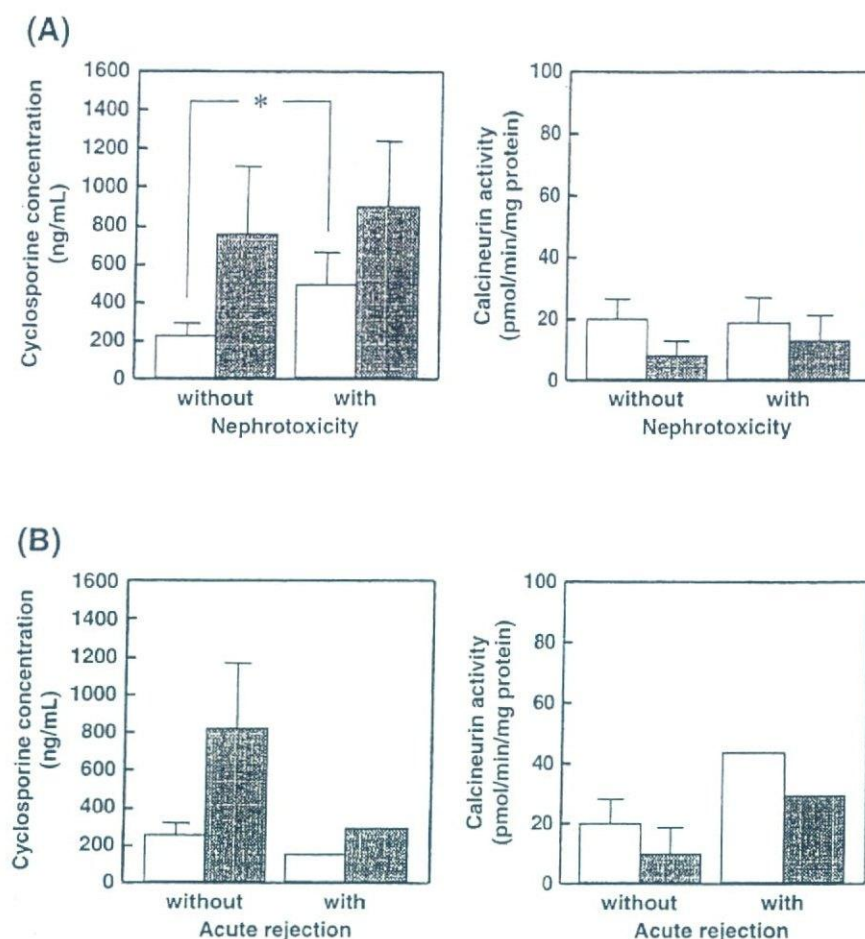 (A)
1600
1400
1200
1000
800
600
400
200
0
Cyclosporine concentration
(ng/mL)
*
without
with
Nephrotoxicity
100
80
60
40
20
0
Calcineurin activity
(pmol/min/mg protein)
without
with
Nephrotoxicity
(B)
1600
1400
1200
1000
800
600
400
200
0
Cyclosporine concentration
(ng/mL)
without
with
Acute rejection
100
80
60
40
20
0
Calcineurin activity
(pmol/min/mg protein)
without
with
Acute rejection